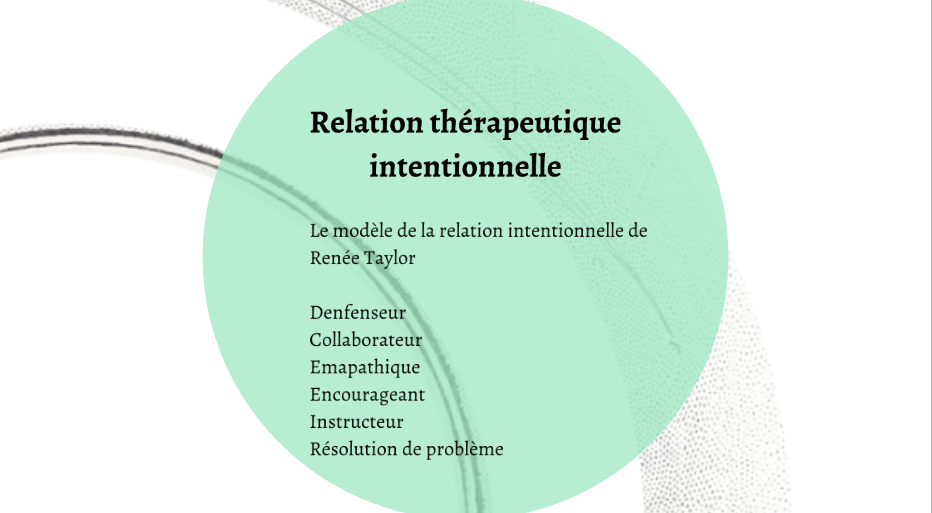 Relation thérapeutique
intentionnelle
Le modèle de la relation intentionnelle de
Renée Taylor
Denfenseur
Collaborateur
Emapathique
Encourageant
Instructeur
Résolution de problème